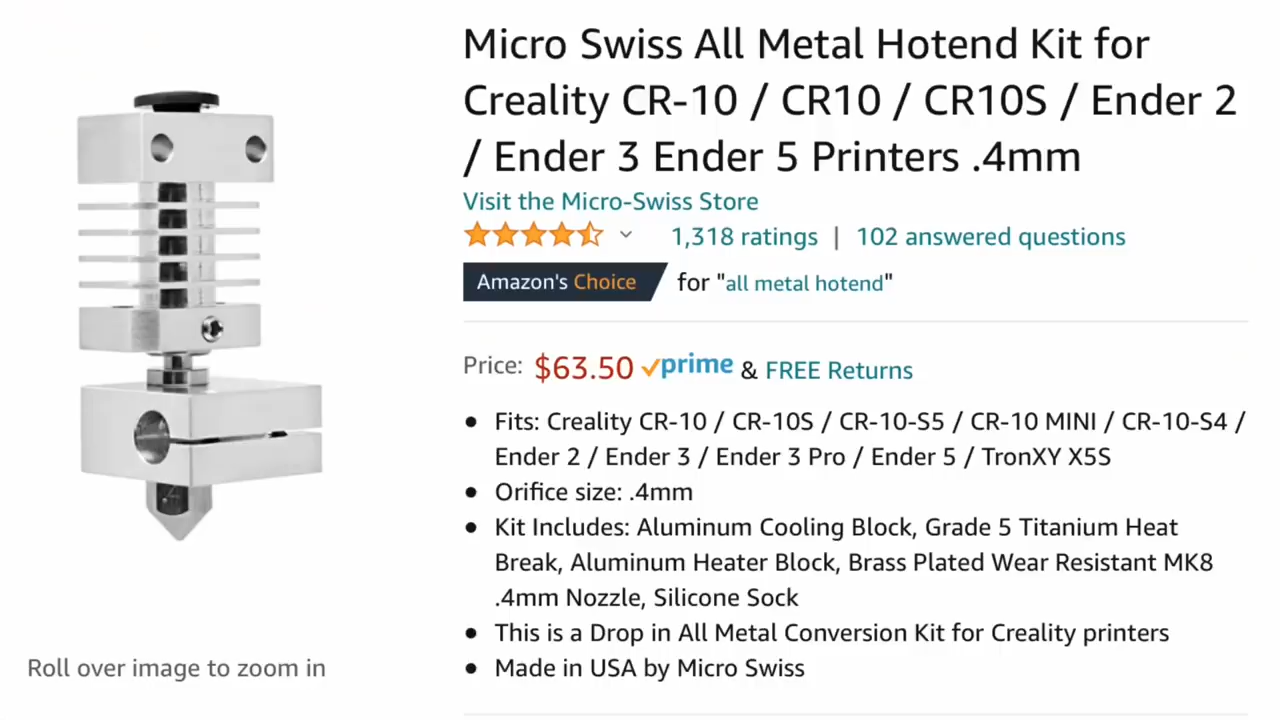 Micro Swiss All Metal Hotend Kit for
Creality CR-10 / CR10 / CR10S / Ender 2
/ Ender 3 Ender 5 Printers .4mm
Visit the Micro-Swiss Store
1,318 ratings | 102 answered questions
Amazon's Choice for "all metal hotend"
Price: $63.50 prime & FREE Returns
• Fits: Creality CR-10 / CR-10S / CR-10-S5 / CR-10 MINI / CR-10-S4 /
Ender 2 / Ender 3 / Ender 3 Pro / Ender 5 / TronXY X5S
• Orifice size: .4mm
• Kit Includes: Aluminum Cooling Block, Grade 5 Titanium Heat
Break, Aluminum Heater Block, Brass Plated Wear Resistant MK8
.4mm Nozzle, Silicone Sock
• This is a Drop in All Metal Conversion Kit for Creality printers
• Made in USA by Micro Swiss
Roll over image to zoom in